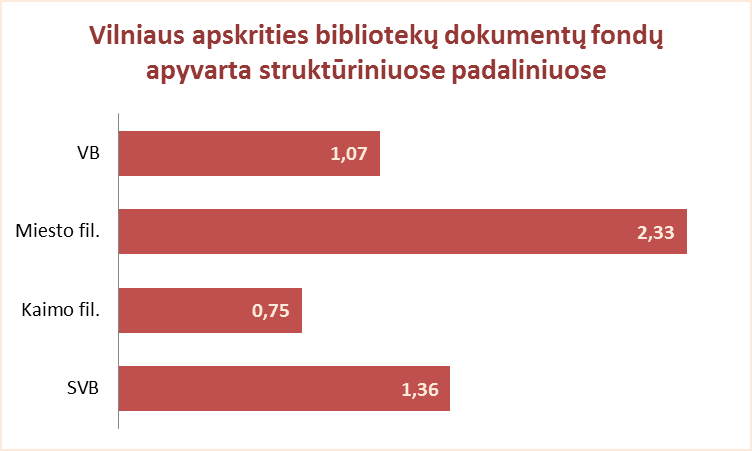 Vilniaus apskrities bibliotekų dokumentų fondų
apyvarta struktūriniuose padaliniuose
VB
1,07
Miesto fil.
2,33
Kaimo fil.
0,75
SVB
1,36